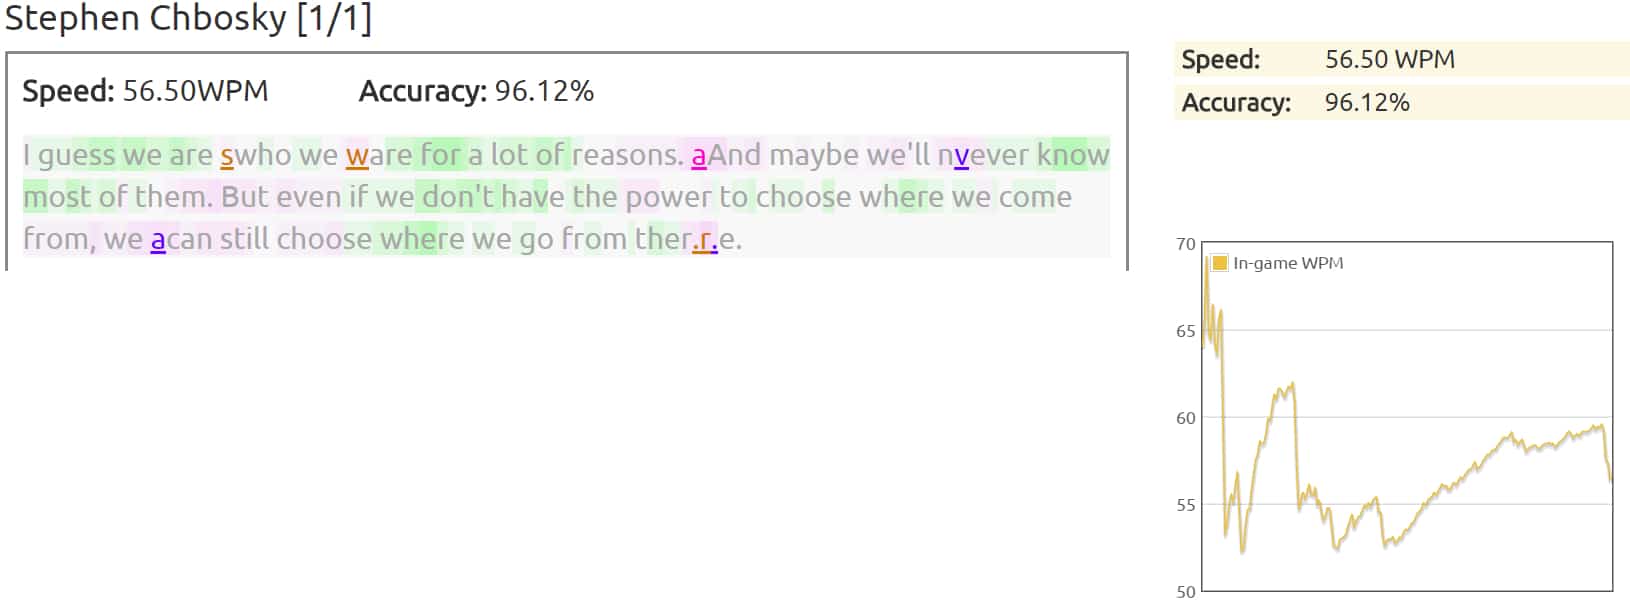 Stephen Chbosky [1/1]
Speed: 56.50WPM Accuracy: 96.12%
I guess we are swho we ware for a lot of reasons. aAnd maybe we'll nvever know
most of them. But even if we don't have the power to choose where we come
from, we acan still choose where we go from ther.r.e.
Speed: 56.50 WPM
Accuracy: 96.12%
In-game WPM
70
65
60
55
50